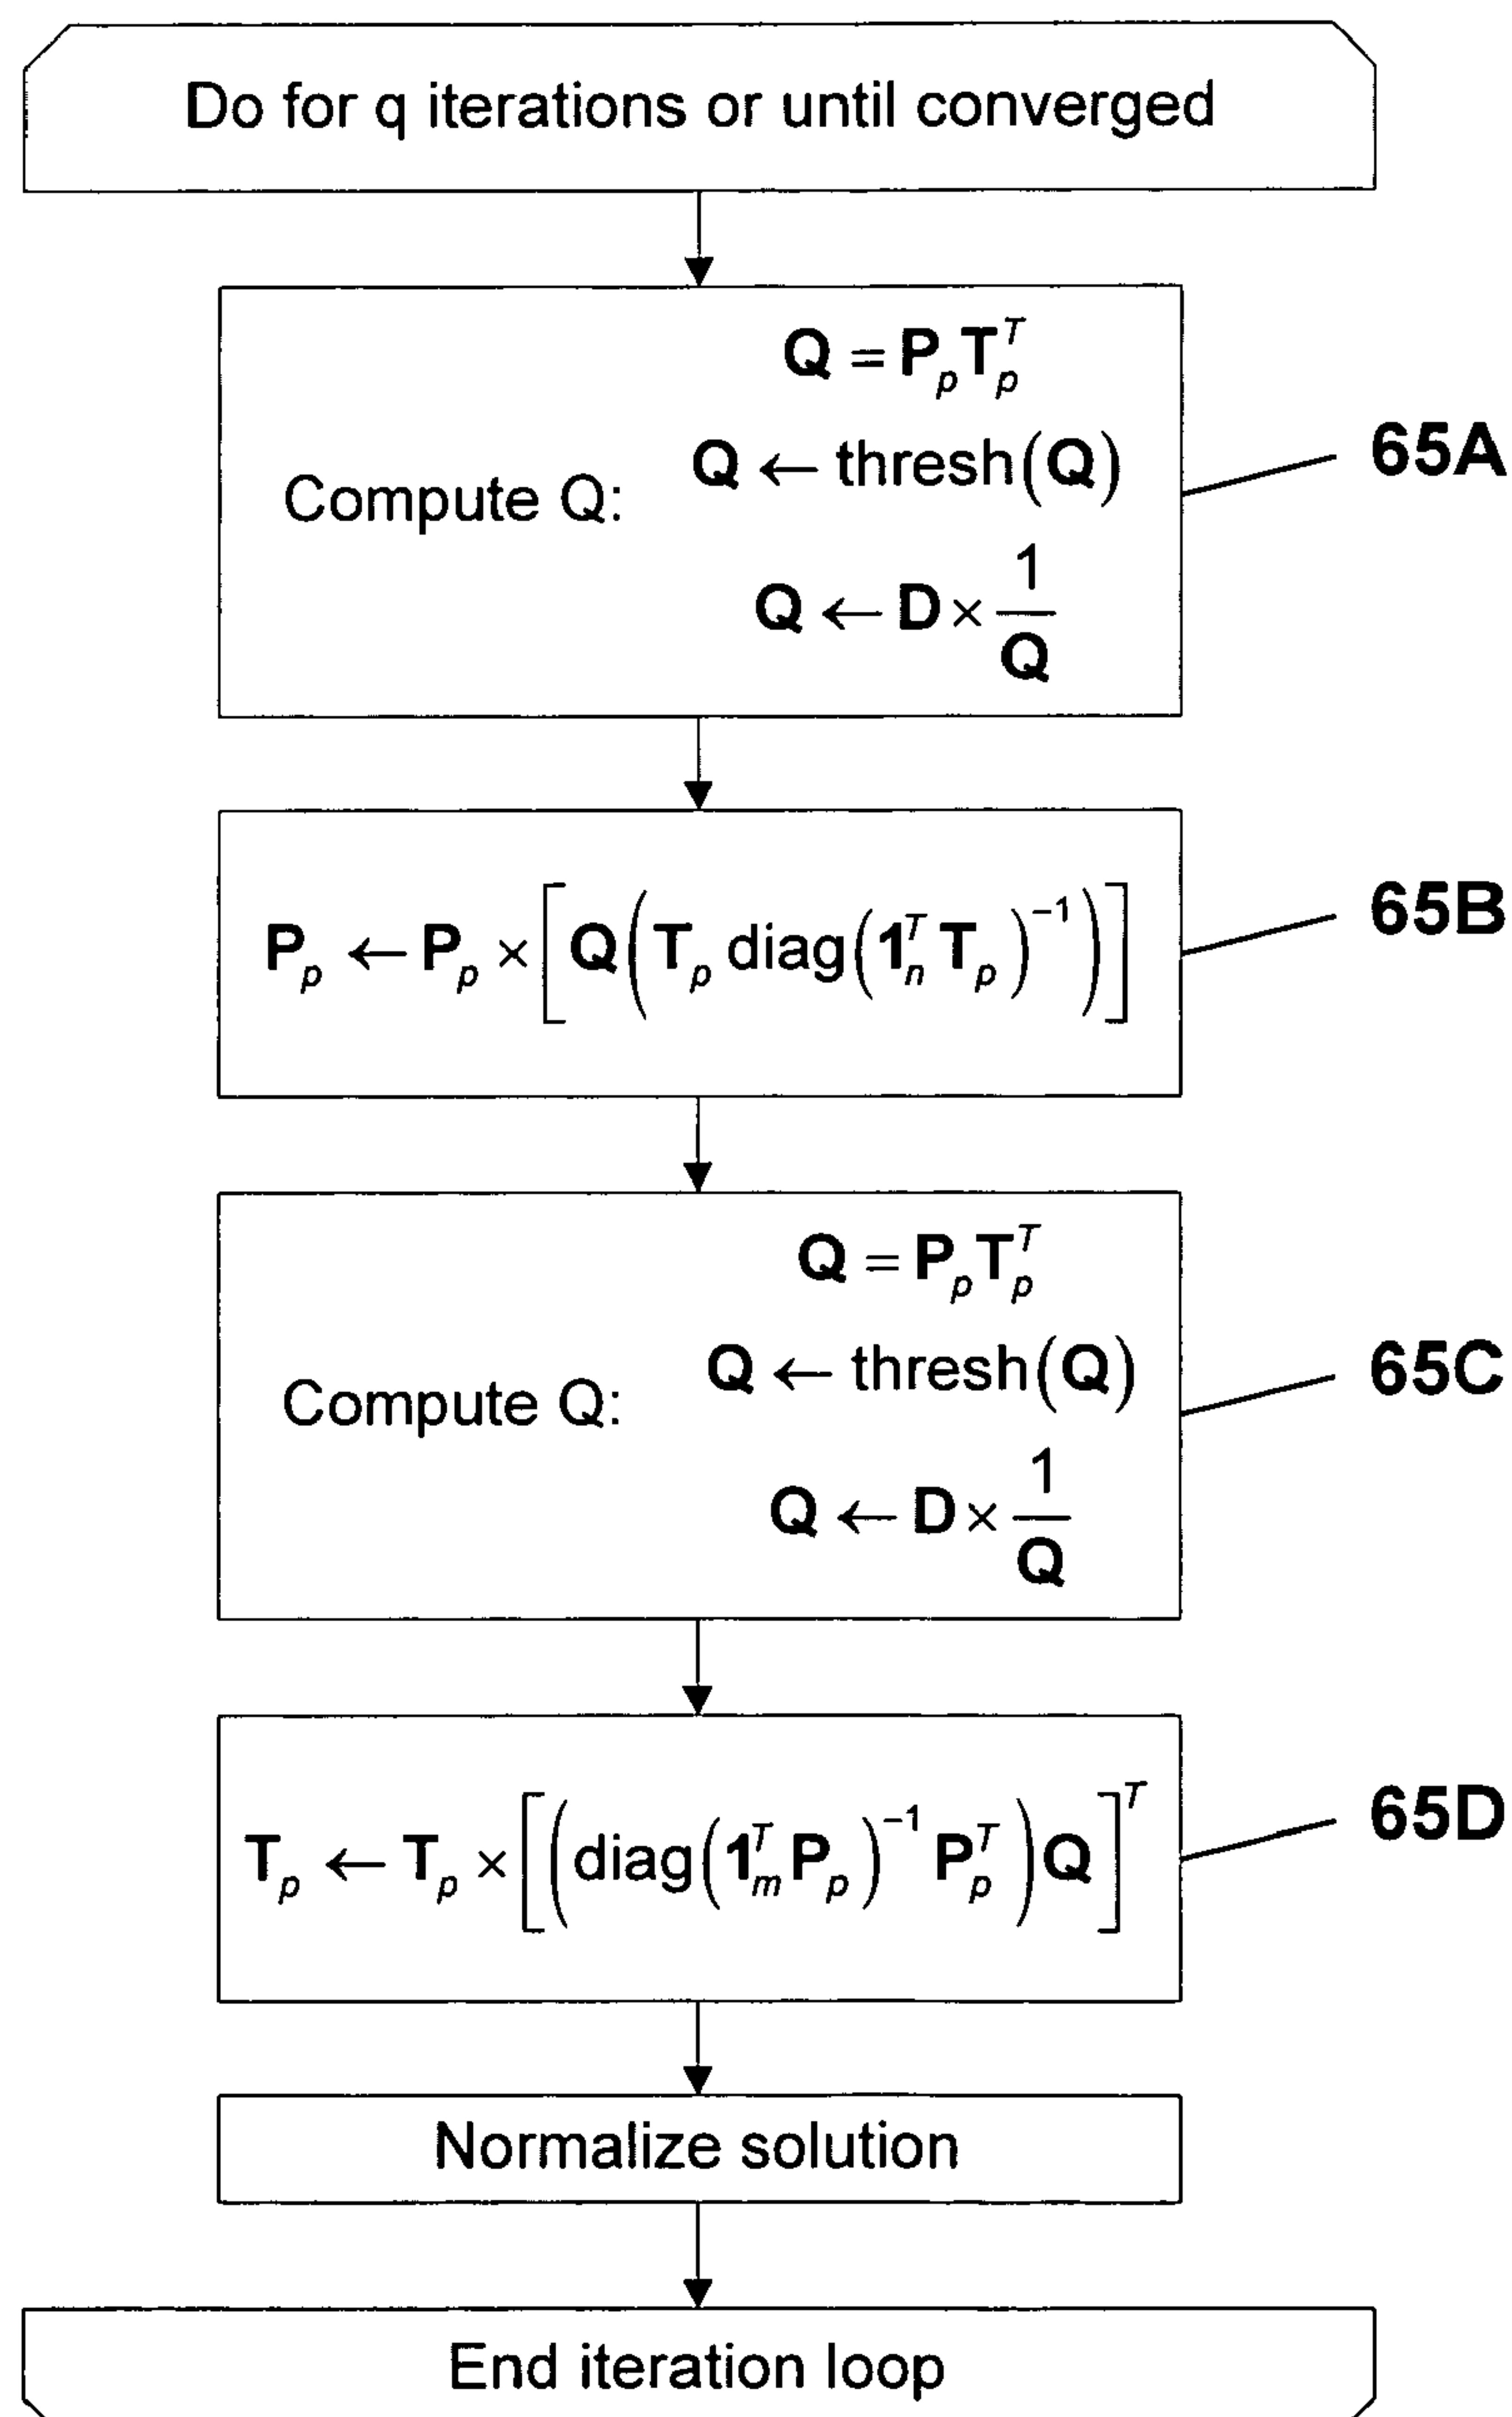 Do for q iterions or until converged
Q = P_p T_p^T
Q ← thresh(Q)
Compute Q:
Q ← D × 1/Q
65A
P_p ← P_p × [Q(T_p diag(1_n^T T_p)^-1)]
65B
Q = P_p T_p^T
Q ← thresh(Q)
Compute Q:
Q ← D × 1/Q
65C
T_p ← T_p × [(diag(1_m^T P_p)^-1 P_p^T)Q]^T
65D
Normalize solution
End iteration loop